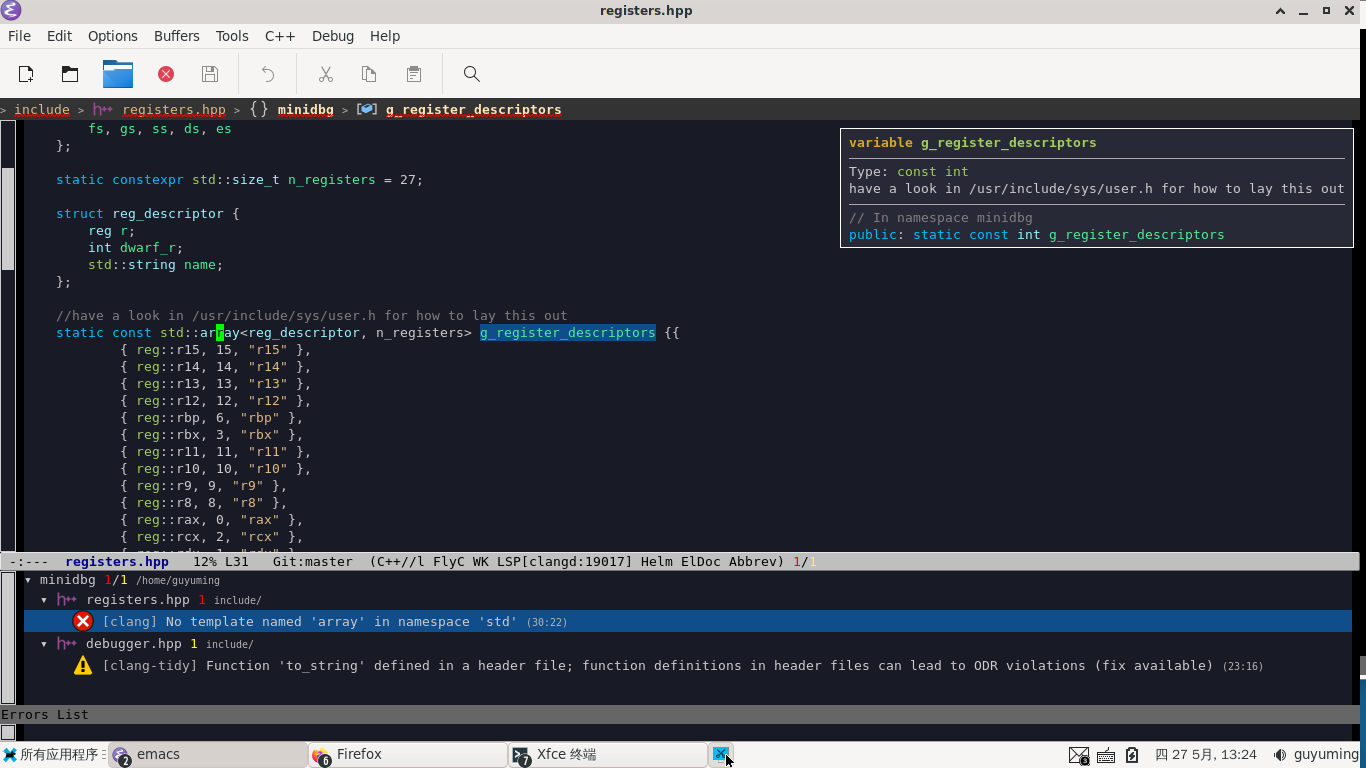 registers.hpp
File Edit Options Buffers Tools C++ Debug Help
> include > h++ registers.hpp > {} minidbg > g_register_descriptors
fs, gs, ss, ds, es
};
static constexpr std::size_t n_registers = 27;
struct reg_descriptor {
reg r;
int dwarf_r;
std::string name;
};
//have a look in /usr/include/sys/user.h for how to lay this out
static const std::array<reg_descriptor, n_registers> g_register_descriptors {{
{ reg::r15, 15, "r15" },
{ reg::r14, 14, "r14" },
{ reg::r13, 13, "r13" },
{ reg::r12, 12, "r12" },
{ reg::rbp, 6, "rbp" },
{ reg::rbx, 3, "rbx" },
{ reg::r11, 11, "r11" },
{ reg::r10, 10, "r10" },
{ reg::r9, 9, "r9" },
{ reg::r8, 8, "r8" },
{ reg::rax, 0, "rax" },
{ reg::rcx, 2, "rcx" },
variable g_register_descriptors
Type: const int
have a look in /usr/include/sys/user.h for how to lay this out
// In namespace minidbg
public: static const int g_register_descriptors
-:--- registers.hpp 12% L31 Git:master (C++//l FlyC WK LSP[clangd:19017] Helm ElDoc Abbrev) 1/1
minidbg 1/1 /home/guyuming
h++ registers.hpp 1 include/
[clang] No template named 'array' in namespace 'std' (30:22)
h++ debugger.hpp 1 include/
[clang-tidy] Function 'to_string' defined in a header file; function definitions in header files can lead to ODR violations (fix available) (23:16)
Errors List
所有应用程序 2 emacs 6 Firefox 7 Xfce 终端 四 27 5月, 13:24 guyuming